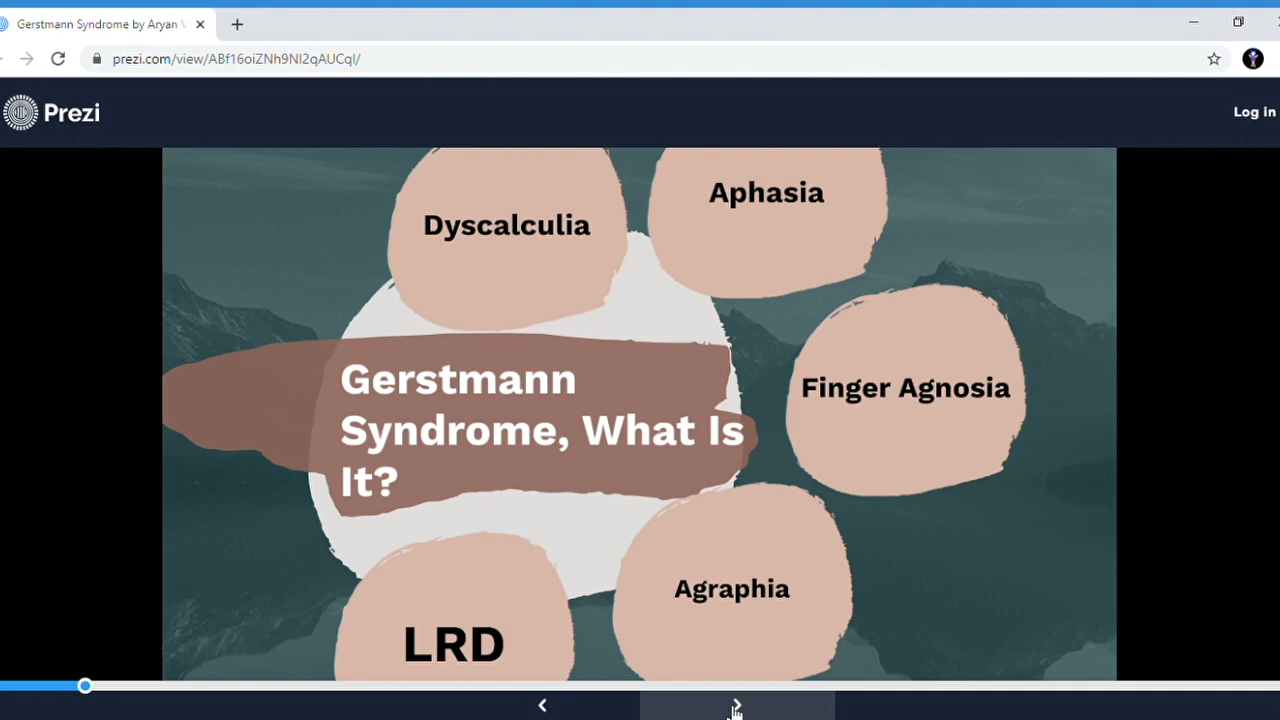 Gerstmann Syndrome by Aryan
prezi.com/view/ABf16oiZNh9NI2qAUCqI/
Prezi
Log in
Dyscalculia
Aphasia
Gerstmann
Syndrome, What Is
It?
Finger Agnosia
Agraphia
LRD